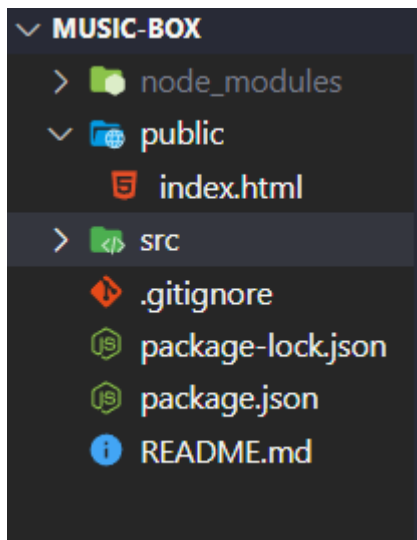 MUSIC-BOX
node_modules
public
index.html
src
.gitignore
package-lock.json
package.json
README.md